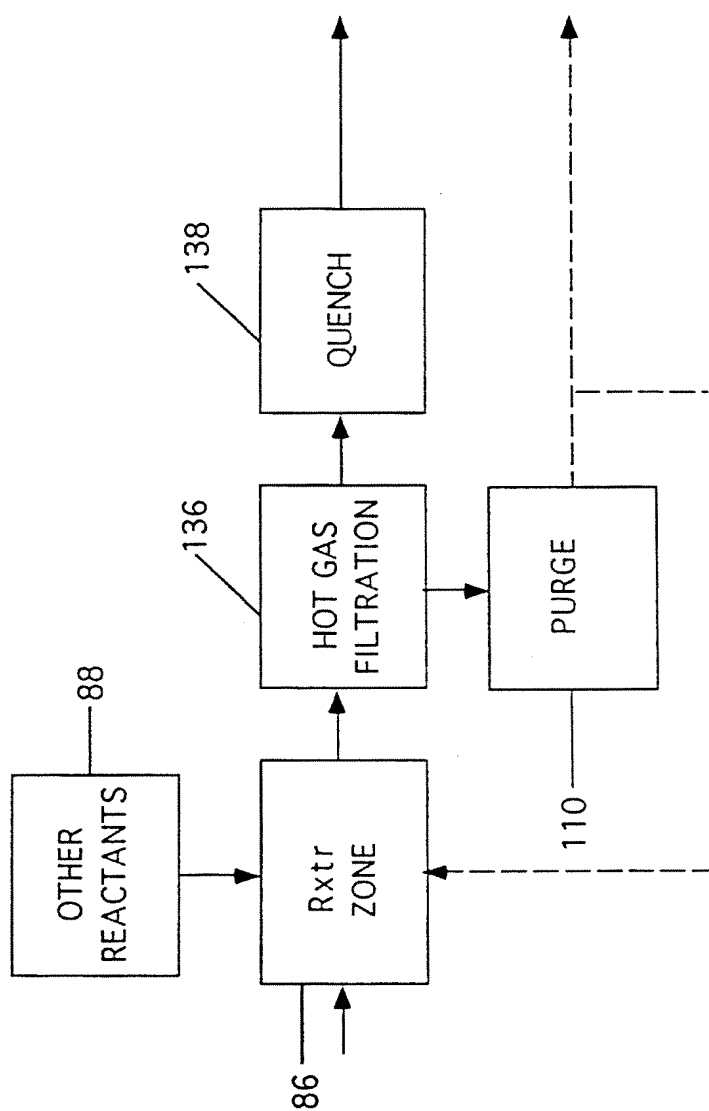 OTHER
REACTANTS
88
86
Rxtr
ZONE
136
HOT GAS
FILTRATION
138
QUENCH
110
PURGE